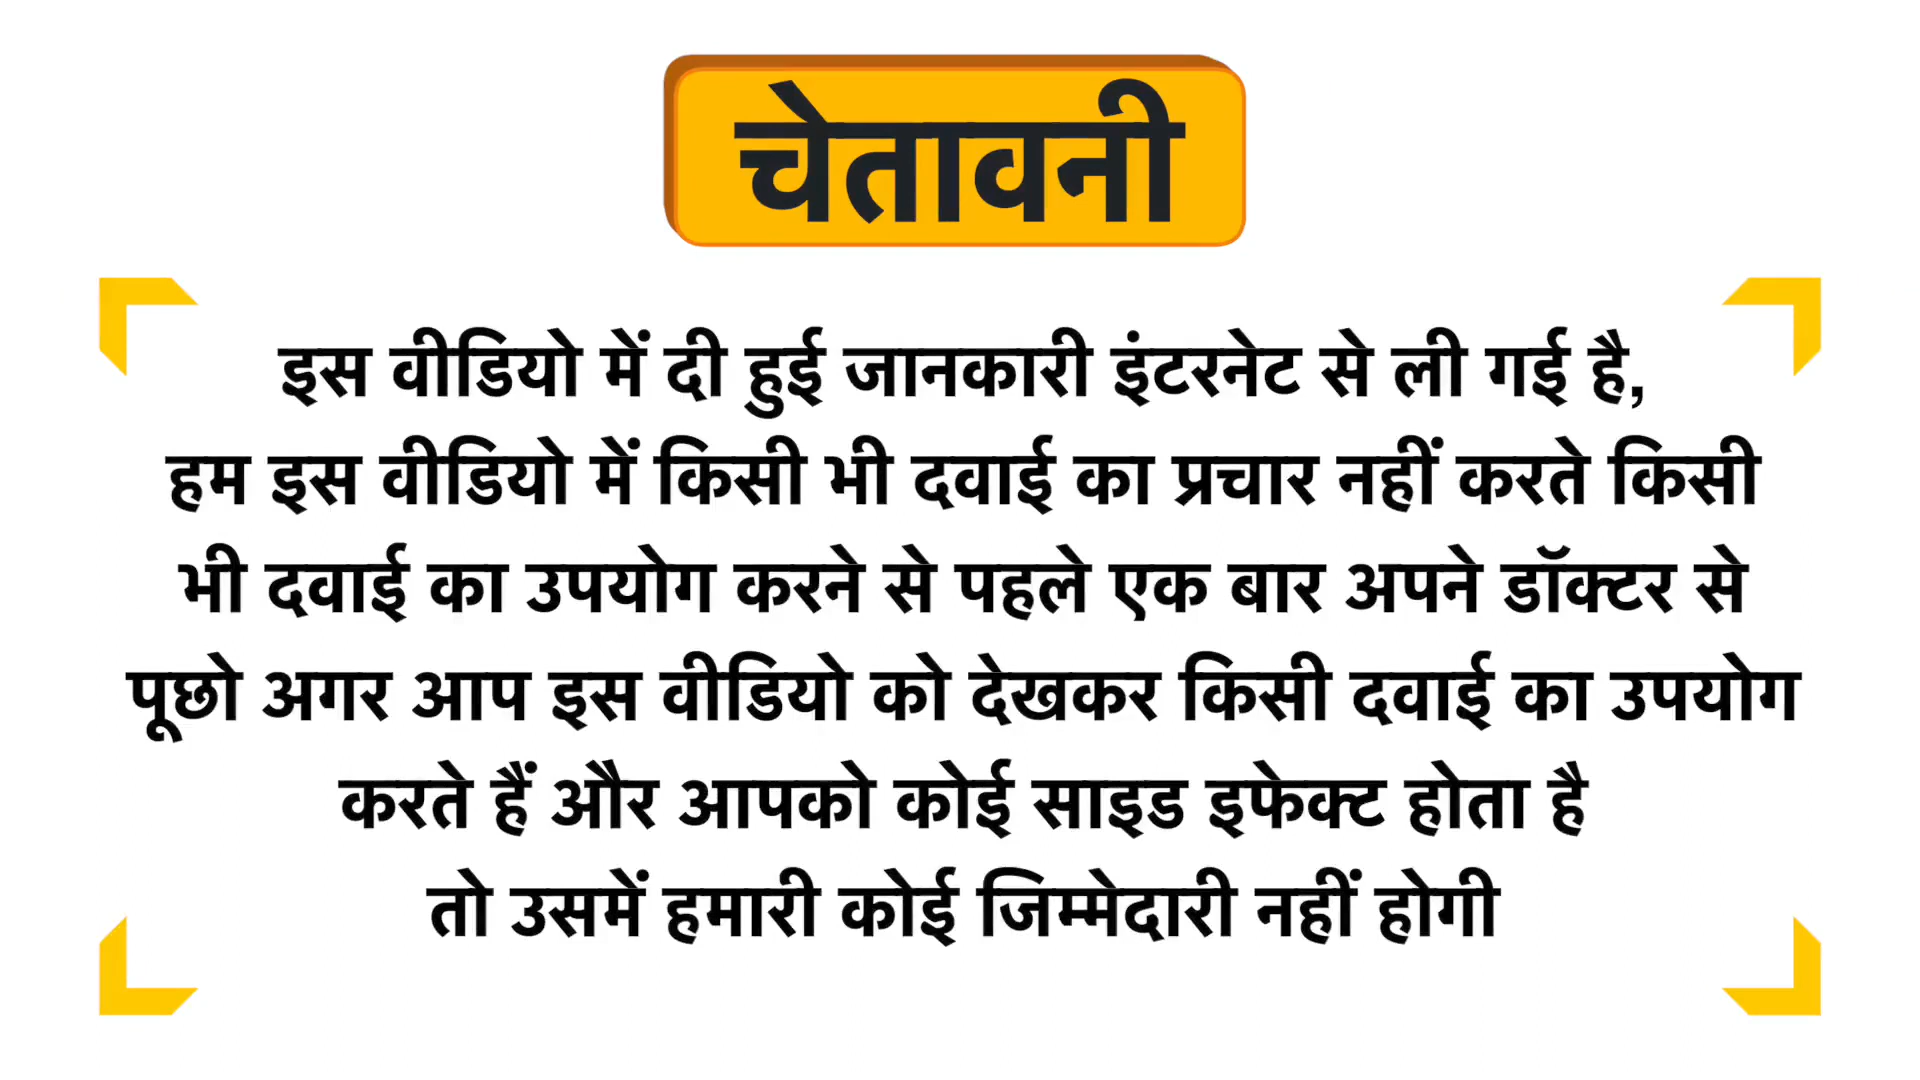 चेतावनी
इस वीडियो में दी हुई जानकारी इंटरनेट से ली गई है,
हम इस वीडियो में किसी भी दवाई का प्रचार नहीं करते किसी
भी दवाई का उपयोग करने से पहले एक बार अपने डॉक्टर से
पूछो अगर आप इस वीडियो को देखकर किसी दवाई का उपयोग
करते हैं और आपको कोई साइड इफेक्ट होता है
तो उसमें हमारी कोई जिम्मेदारी नहीं होगी